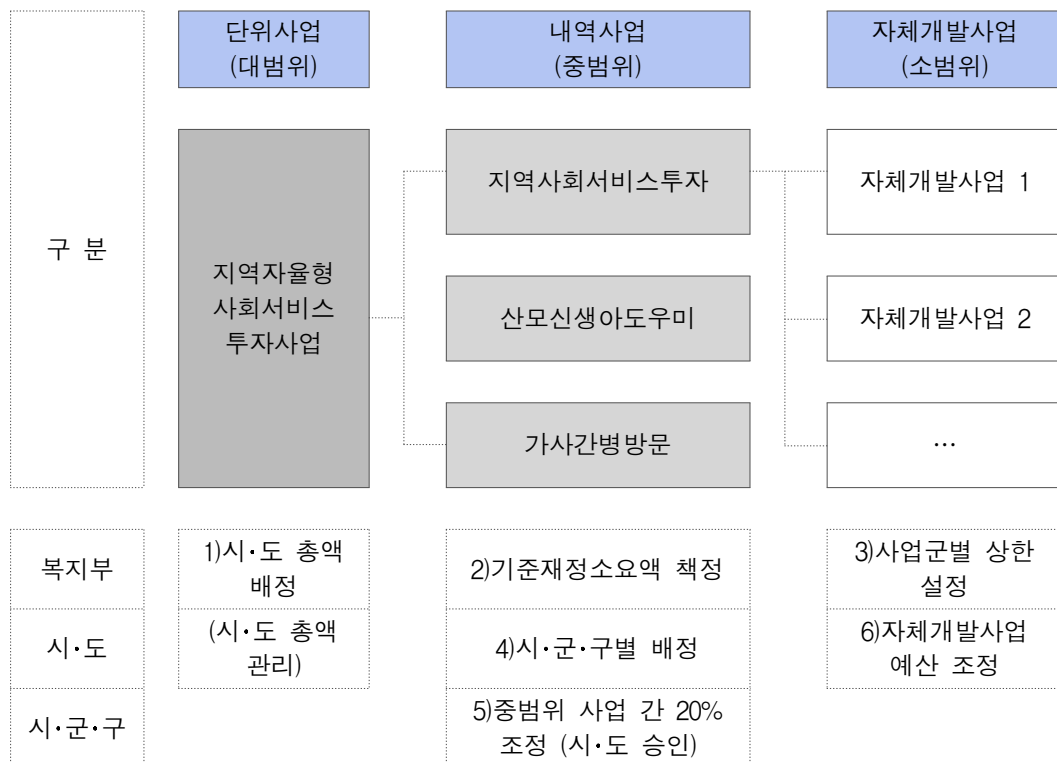 단위사업
(대범위)
내역사업
(중범위)
자체개발사업
(소범위)
구 분
지역자율형
사회서비스
투자사업
지역사회서비스투자
산모신생아도우미
가사간병방문
자체개발사업 1
자체개발사업 2
…
복지부
1)시·도 총액
배정
2)기준재정소요액 책정
3)사업군별 상한
설정
시·도
(시·도 총액
관리)
4)시·군·구별 배정
6)자체개발사업
예산 조정
시·군·구
5)중범위 사업 간 20%
조정 (시·도 승인)